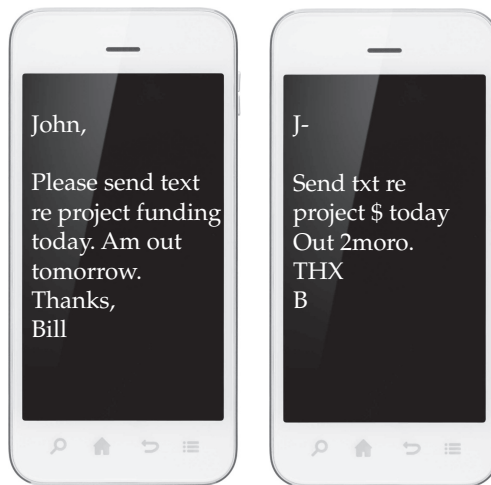 John,
Please send text
re project funding
today. Am out
tomorrow.
Thanks,
Bill
J-
Send txt re
project $ today
Out 2moro.
THX
B